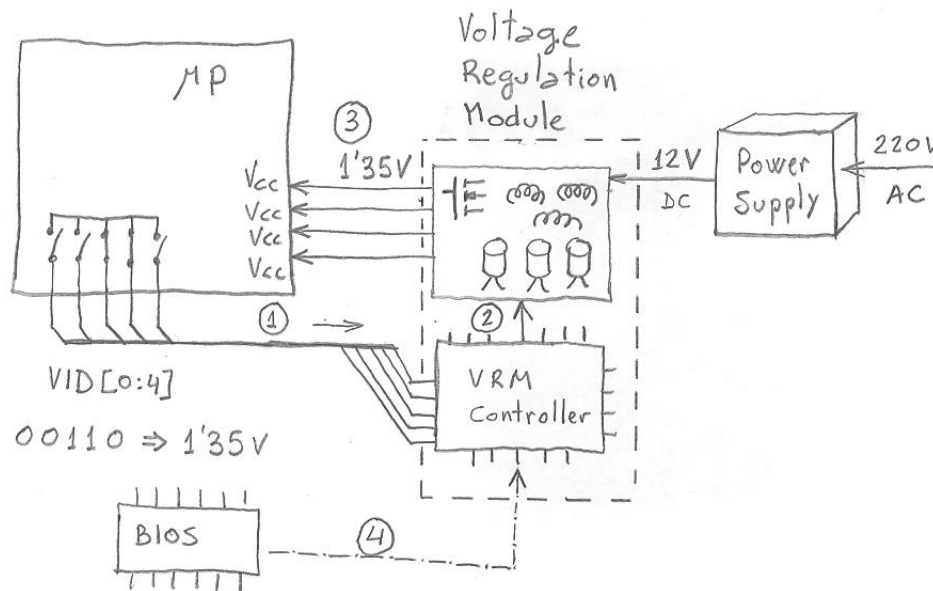 Voltage
Regulation
Module
μP
③
1'35V
Vcc
Vcc
Vcc
Vcc
12V
DC
Power
Supply
220V
AC
①
②
VID[0:4]
00110 ⇒ 1'35V
VRM
Controller
BIOS
④